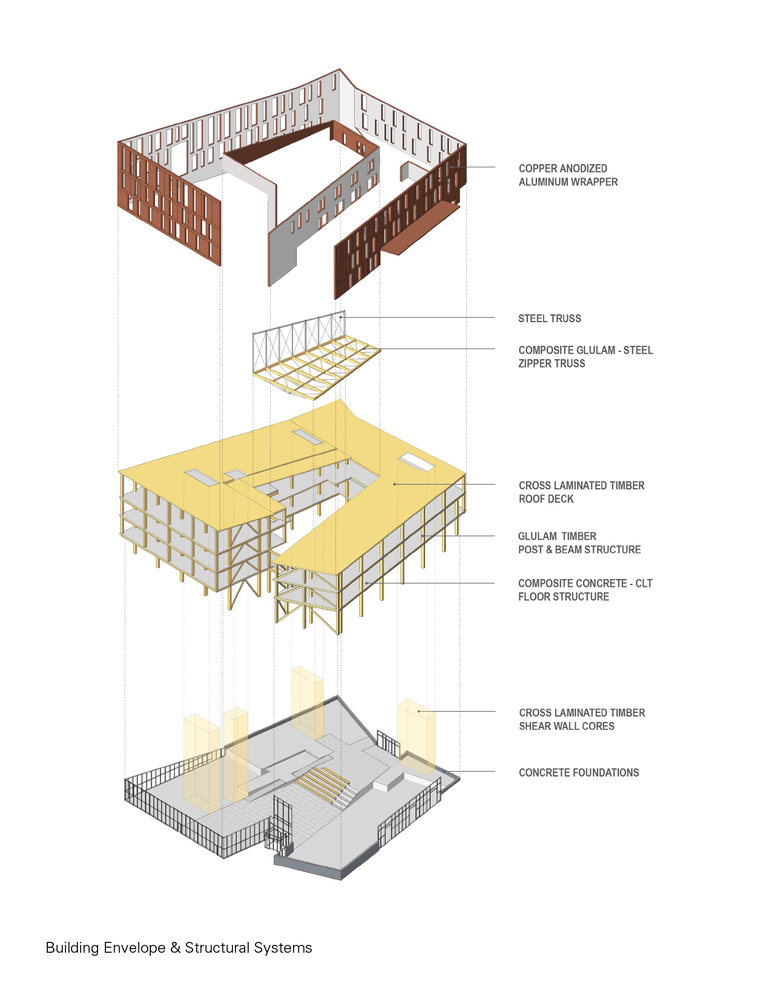 COPPER ANODIZED
ALUMINUM WRAPPER
STEEL TRUSS
COMPOSITE GLULAM - STEEL
ZIPPER TRUSS
CROSS LAMINATED TIMBER
ROOF DECK
GLULAM TIMBER
POST & BEAM STRUCTURE
COMPOSITE CONCRETE - CLT
FLOOR STRUCTURE
CROSS LAMINATED TIMBER
SHEAR WALL CORES
CONCRETE FOUNDATIONS
Building Envelope & Structural Systems